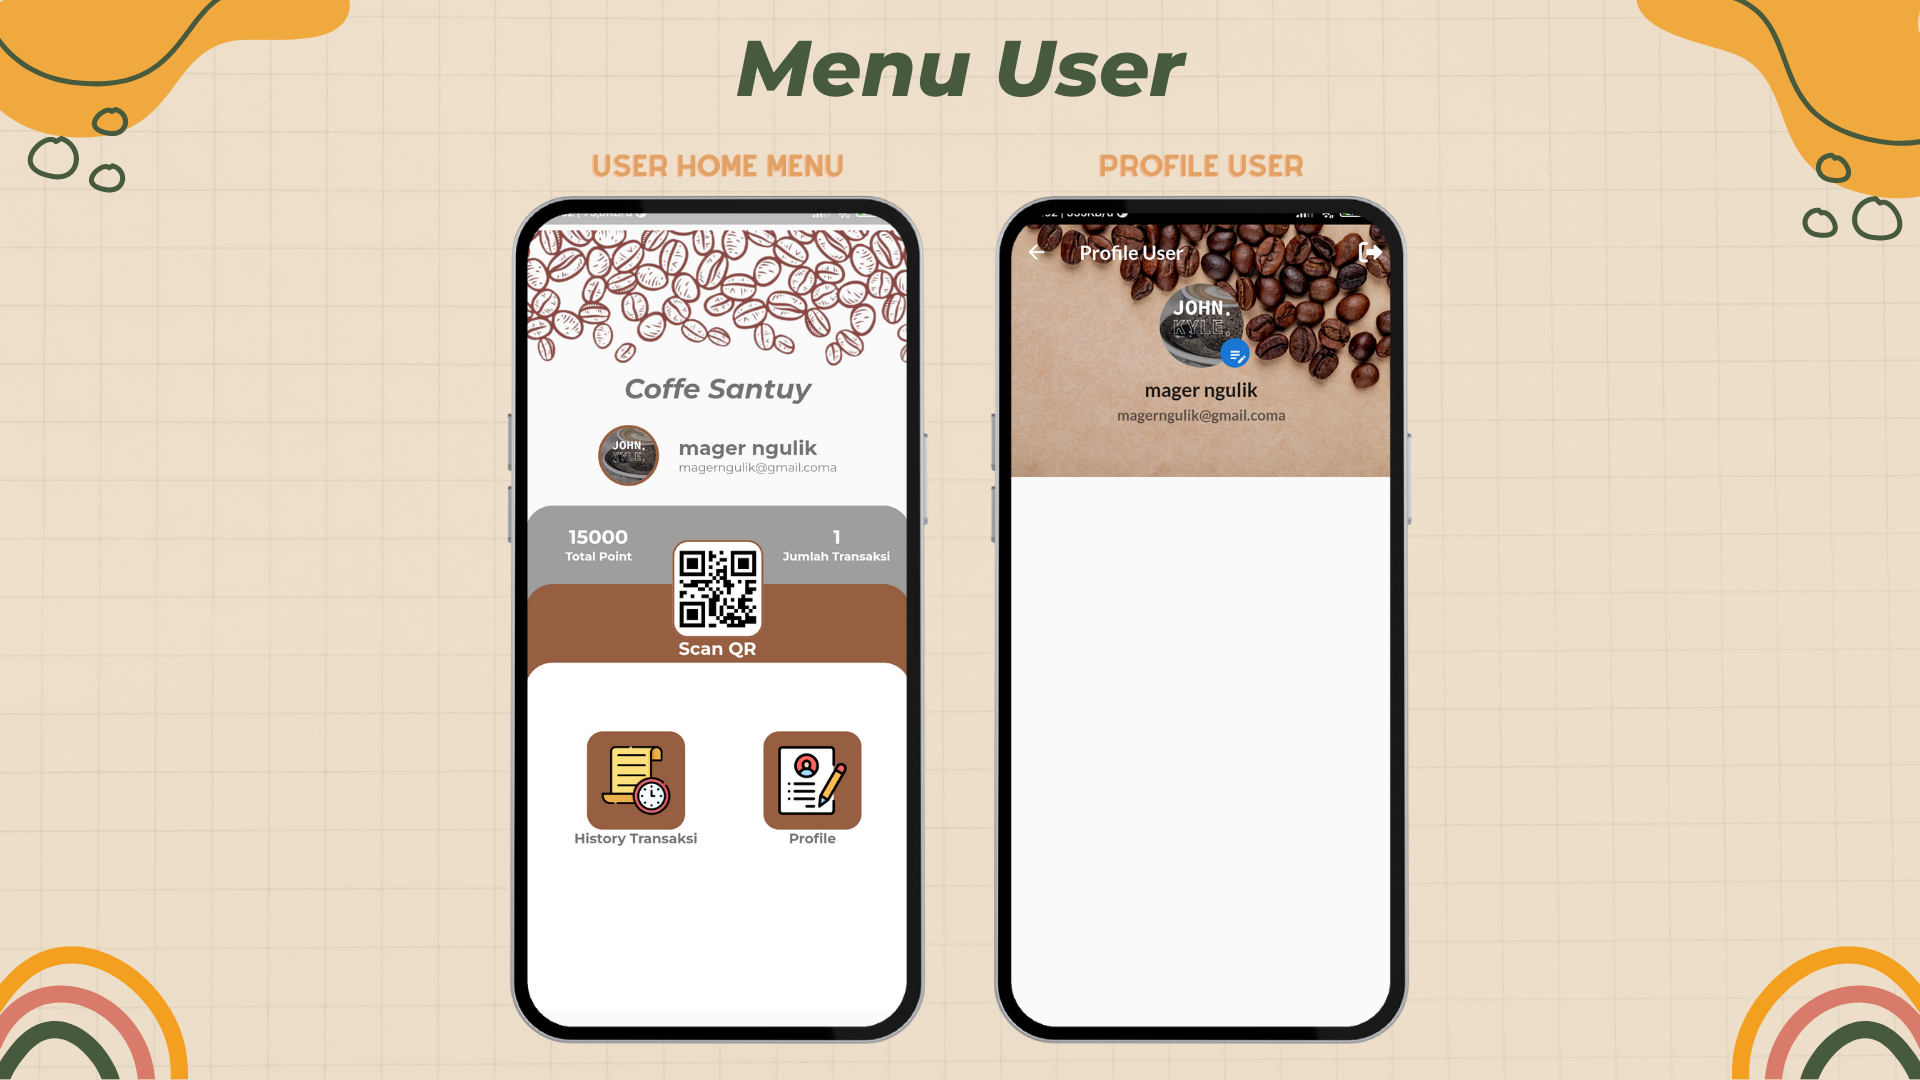 Menu User
USER HOME MENU
Coffe Santuy
JOHN.
KYLE.
mager ngulik
magerngulik@gmail.coma
15000
Total Point
1
Jumlah Transaksi
Scan QR
History Transaksi
Profile
PROFILE USER
Profile User
JOHN.
KYLE.
mager ngulik
magerngulik@gmail.coma